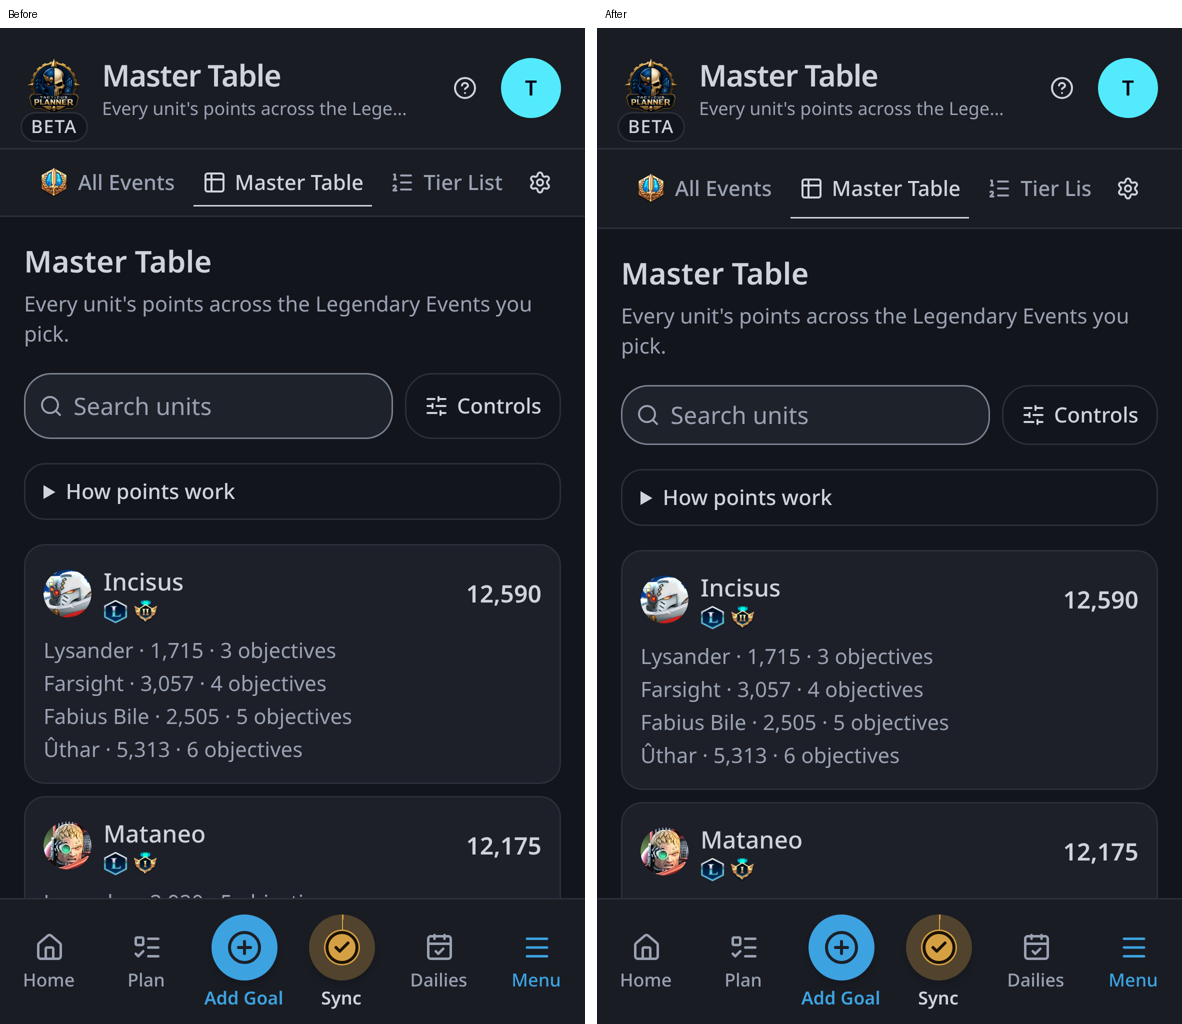 Before
TACTICUS
PLANNER
BETA
Master Table
Every unit's points across the Lege...
T
All Events
Master Table
Tier List
Master Table
Every unit's points across the Legendary Events you
pick.
Search units
Controls
How points work
Incisus
12,590
Lysander · 1,715 · 3 objectives
Farsight · 3,057 · 4 objectives
Fabius Bile · 2,505 · 5 objectives
Ûthar · 5,313 · 6 objectives
Mataneo
12,175
Home
Plan
Add Goal
Sync
Dailies
Menu
After
TACTICUS
PLANNER
BETA
Master Table
Every unit's points across the Lege...
T
All Events
Master Table
Tier Lis
Master Table
Every unit's points across the Legendary Events you
pick.
Search units
Controls
How points work
Incisus
12,590
Lysander · 1,715 · 3 objectives
Farsight · 3,057 · 4 objectives
Fabius Bile · 2,505 · 5 objectives
Ûthar · 5,313 · 6 objectives
Mataneo
12,175
Home
Plan
Add Goal
Sync
Dailies
Menu